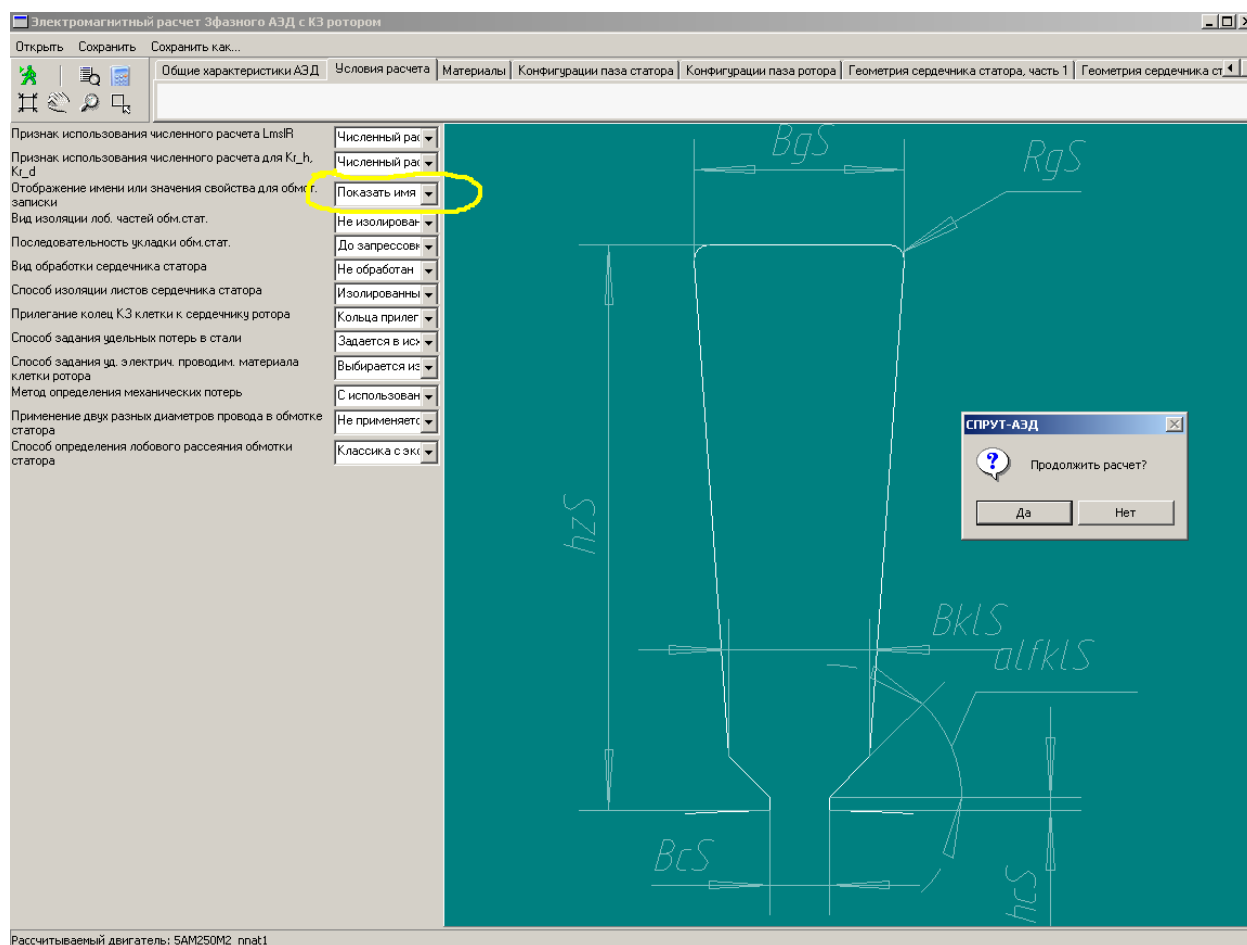 Электромагнитный расчет 3фазного АЭД с КЗ ротором
Открыть Сохранить Сохранить как...
Общие характеристики АЭД Условия расчета Материалы Конфигурации паза статора Конфигурации паза ротора Геометрия сердечника статора, часть 1 Геометрия сердечника ст
Признак использования численного расчета LmslR Численный рас
Признак использования численного расчета для Kr_h, Численный рас
Kr_d
Отображение имени или значения свойства для обмот. Показать имя
записки
Вид изоляции лоб. частей обм.стат. Не изолирован
Последовательность укладки обм.стат. До запрессовк
Вид обработки сердечника статора Не обработан
Способ изоляции листов сердечника статора Изолированны
Прилегание колец КЗ клетки к сердечнику ротора Кольца прилег
Способ задания удельных потерь в стали Задается в исх
Способ задания уд. электрич. проводим. материала Выбирается из
клетки ротора
Метод определения механических потерь С использован
Применение двух разных диаметров провода в обмотке Не применяетс
статора
Способ определения лобового рассеяния обмотки Классика с экс
статора
BgS
RgS
hzS
BklS
alfklS
BcS
hcS
СПРУТ-АЭД
Продолжить расчет?
Да Нет
Рассчитываемый двигатель: 5АМ250М2_nnat1